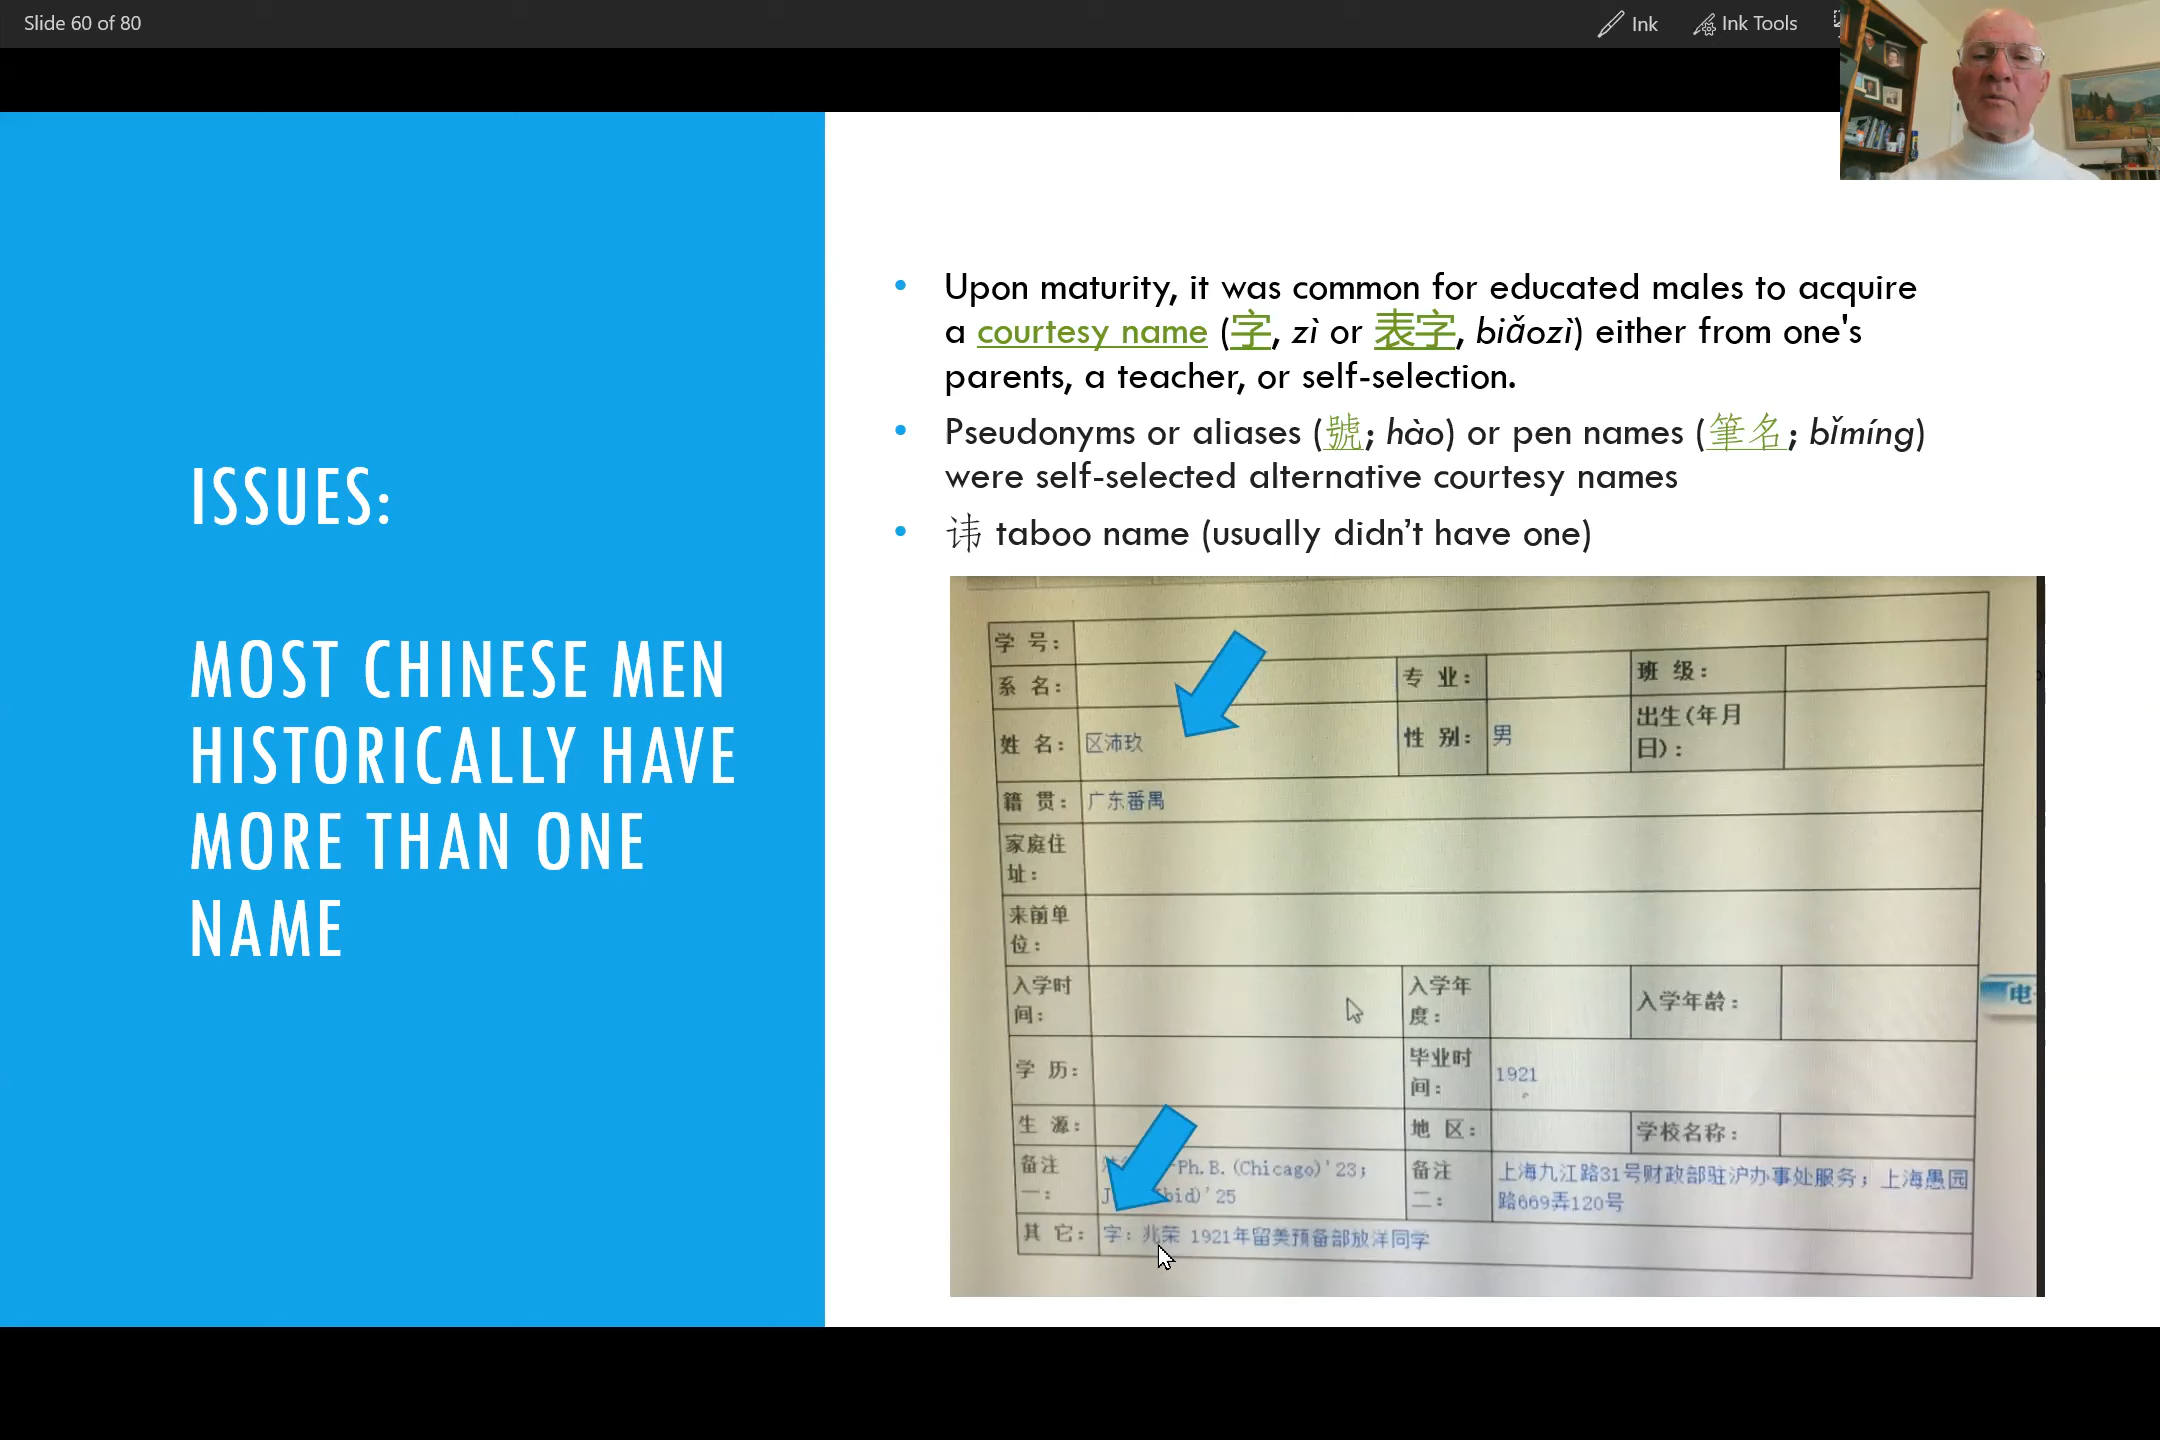 Slide 60 of 80
Ink
Ink Tools
ISSUES:
MOST CHINESE MEN
HISTORICALLY HAVE
MORE THAN ONE
NAME
• Upon maturity, it was common for educated males to acquire
a courtesy name (字, zì or 表字, biǎozì) either from one's
parents, a teacher, or self-selection.
• Pseudonyms or aliases (號; hào) or pen names (筆名; bǐmíng)
were self-selected alternative courtesy names
• 讳 taboo name (usually didn’t have one)
学 号:
系 名: 专 业: 班 级:
姓 名: 区沛玖 性 别: 男 出生(年月
日):
籍 贯: 广东番禺
家庭住
址:
来前单
位:
入学时
间: 入学年
度: 入学年龄:
学 历: 毕业时
间: 1921
生 源: 地 区: 学校名称:
备注
一: Ph.B.(Chicago)'23;
'25
备注
二: 上海九江路31号财政部驻沪办事处服务; 上海愚园
路669弄120号
其 它: 字: 兆荣 1921年留美预备部放洋同学
电